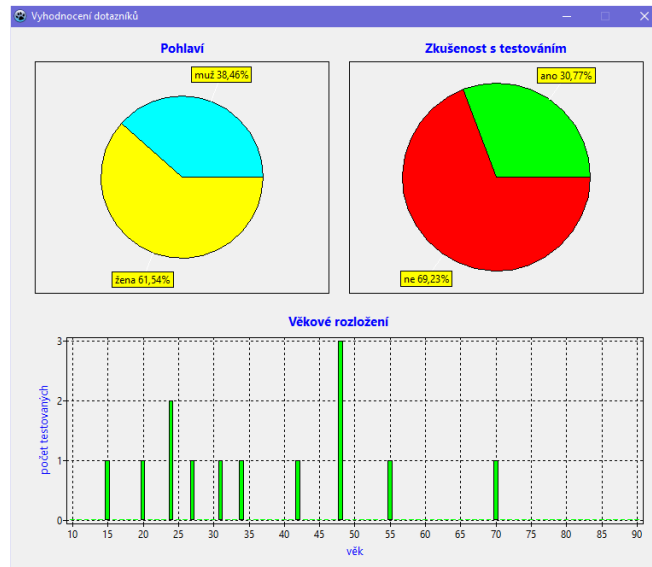 Vyhodnocení dotazníků
Pohlaví
muž 38,46%
žena 61,54%
Zkušenost s testováním
ano 30,77%
ne 69,23%
Věkové rozložení
počet testovaných
3
2
1
0
10 15 20 25 30 35 40 45 50 55 60 65 70 75 80 85 90
věk